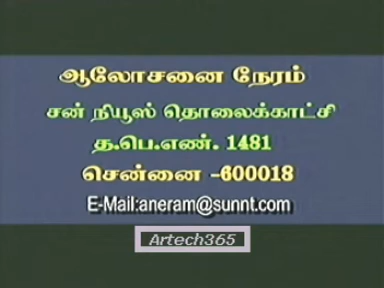 ஆலோசனை நேரம்
சன் நியூஸ் தொலைக்காட்சி
த.பெ.எண். 1481
சென்னை -600018
E-Mail:aneram@sunnt.com
Artech365